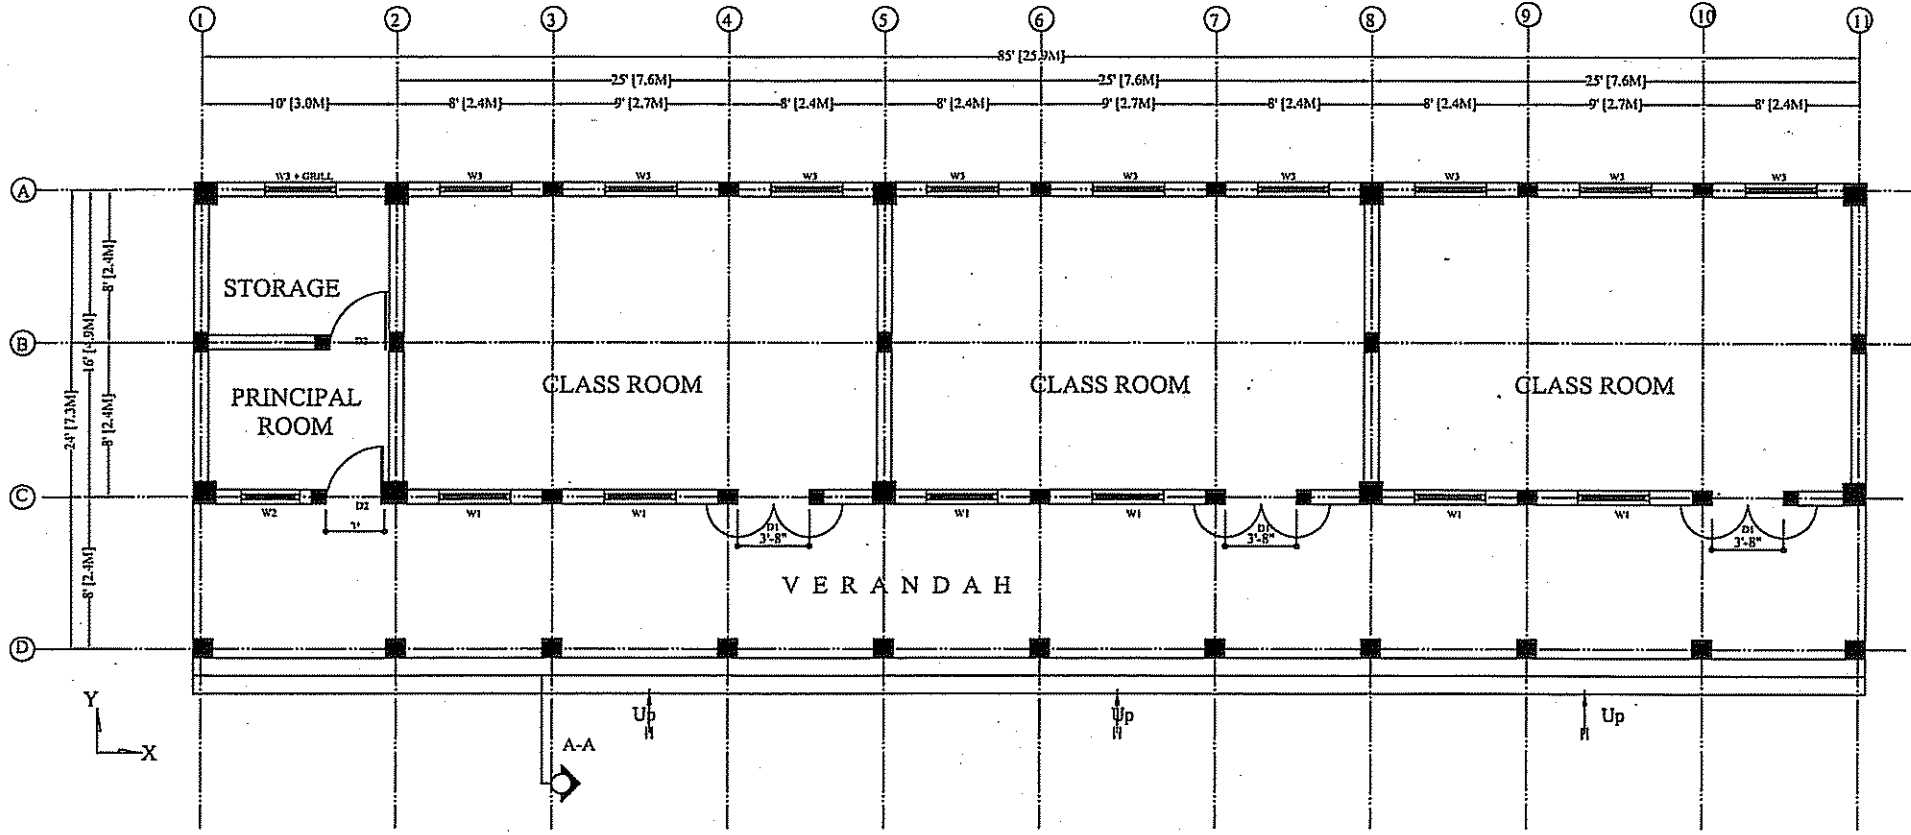 1 2 3 4 5 6 7 8 9 10 11
85' [25.9M]
25' [7.6M] 25' [7.6M] 25' [7.6M]
10' [3.0M] 8' [2.4M] 9' [2.7M] 8' [2.4M] 8' [2.4M] 9' [2.7M] 8' [2.4M] 8' [2.4M] 9' [2.7M] 8' [2.4M]
W3 + GRILL W3 W3 W3 W3 W3 W3 W3 W3 W3
A
8' [2.4M]
STORAGE
16' [4.9M]
B
D2
24' [7.3M]
8' [2.4M]
PRINCIPAL
ROOM
CLASS ROOM CLASS ROOM CLASS ROOM
C
W2 D2 W1 W1 W1 W1 W1 W1
D1 D1 D1
3'-8" 3'-8" 3'-8"
8' [2.4M]
VERANDAH
D
Y
X
Up Up Up
A-A